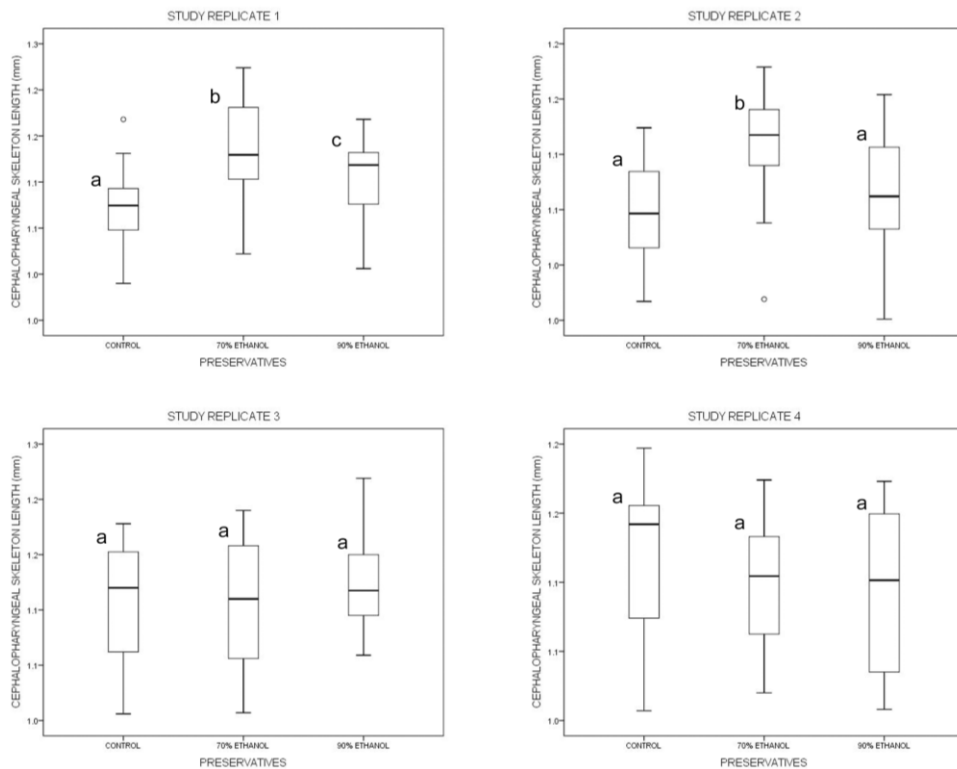 STUDY REPLICATE 1
CEPHALOPHARYNGEAL SKELETON LENGTH (mm)
1.3
1.2
1.2
1.1
1.1
1.0
1.0
a
b
c
CONTROL
70% ETHANOL
90% ETHANOL
PRESERVATIVES
STUDY REPLICATE 2
CEPHALOPHARYNGEAL SKELETON LENGTH (mm)
1.2
1.2
1.1
1.1
1.0
1.0
a
b
a
CONTROL
70% ETHANOL
90% ETHANOL
PRESERVATIVES
STUDY REPLICATE 3
CEPHALOPHARYNGEAL SKELETON LENGTH (mm)
1.3
1.2
1.2
1.1
1.1
1.0
a
a
a
CONTROL
70% ETHANOL
90% ETHANOL
PRESERVATIVES
STUDY REPLICATE 4
CEPHALOPHARYNGEAL SKELETON LENGTH (mm)
1.2
1.2
1.1
1.1
1.0
a
a
a
CONTROL
70% ETHANOL
90% ETHANOL
PRESERVATIVES